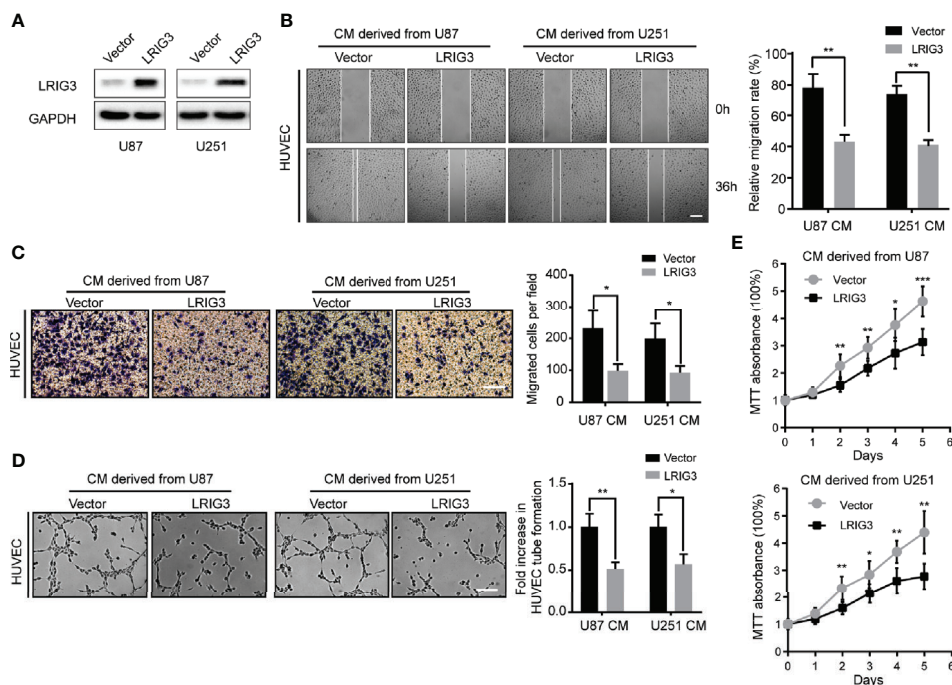 A
Vector
LRIG3
Vector
LRIG3
LRIG3
GAPDH
U87
U251
B
CM derived from U87
CM derived from U251
Vector
LRIG3
Vector
LRIG3
HUVEC
0h
36h
Relative migration rate (%)
100
80
60
40
20
0
**
**
Vector
LRIG3
U87 CM
U251 CM
C
CM derived from U87
CM derived from U251
Vector
LRIG3
Vector
LRIG3
HUVEC
Migrated cells per field
400
300
200
100
0
*
*
Vector
LRIG3
U87 CM
U251 CM
D
CM derived from U87
CM derived from U251
Vector
LRIG3
Vector
LRIG3
HUVEC
Fold increase in
HUVEC tube formation
1.5
1.0
0.5
0.0
**
*
Vector
LRIG3
U87 CM
U251 CM
E
CM derived from U87
MTT absorbance (100%)
6
5
4
3
2
1
0
Vector
LRIG3
**
**
*
***
0 1 2 3 4 5 6
Days
CM derived from U251
MTT absorbance (100%)
6
5
4
3
2
1
0
Vector
LRIG3
**
*
**
**
0 1 2 3 4 5 6
Days